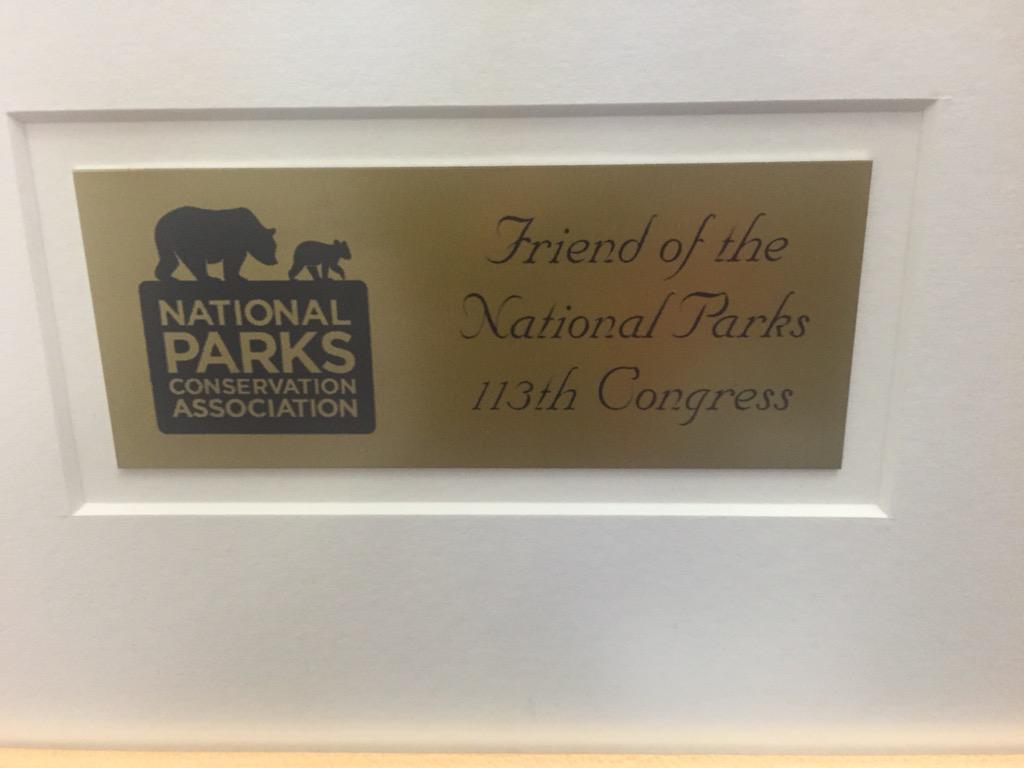 NATIONAL
PARKS
CONSERVATION
ASSOCIATION
Friend of the
National Parks
113th Congress